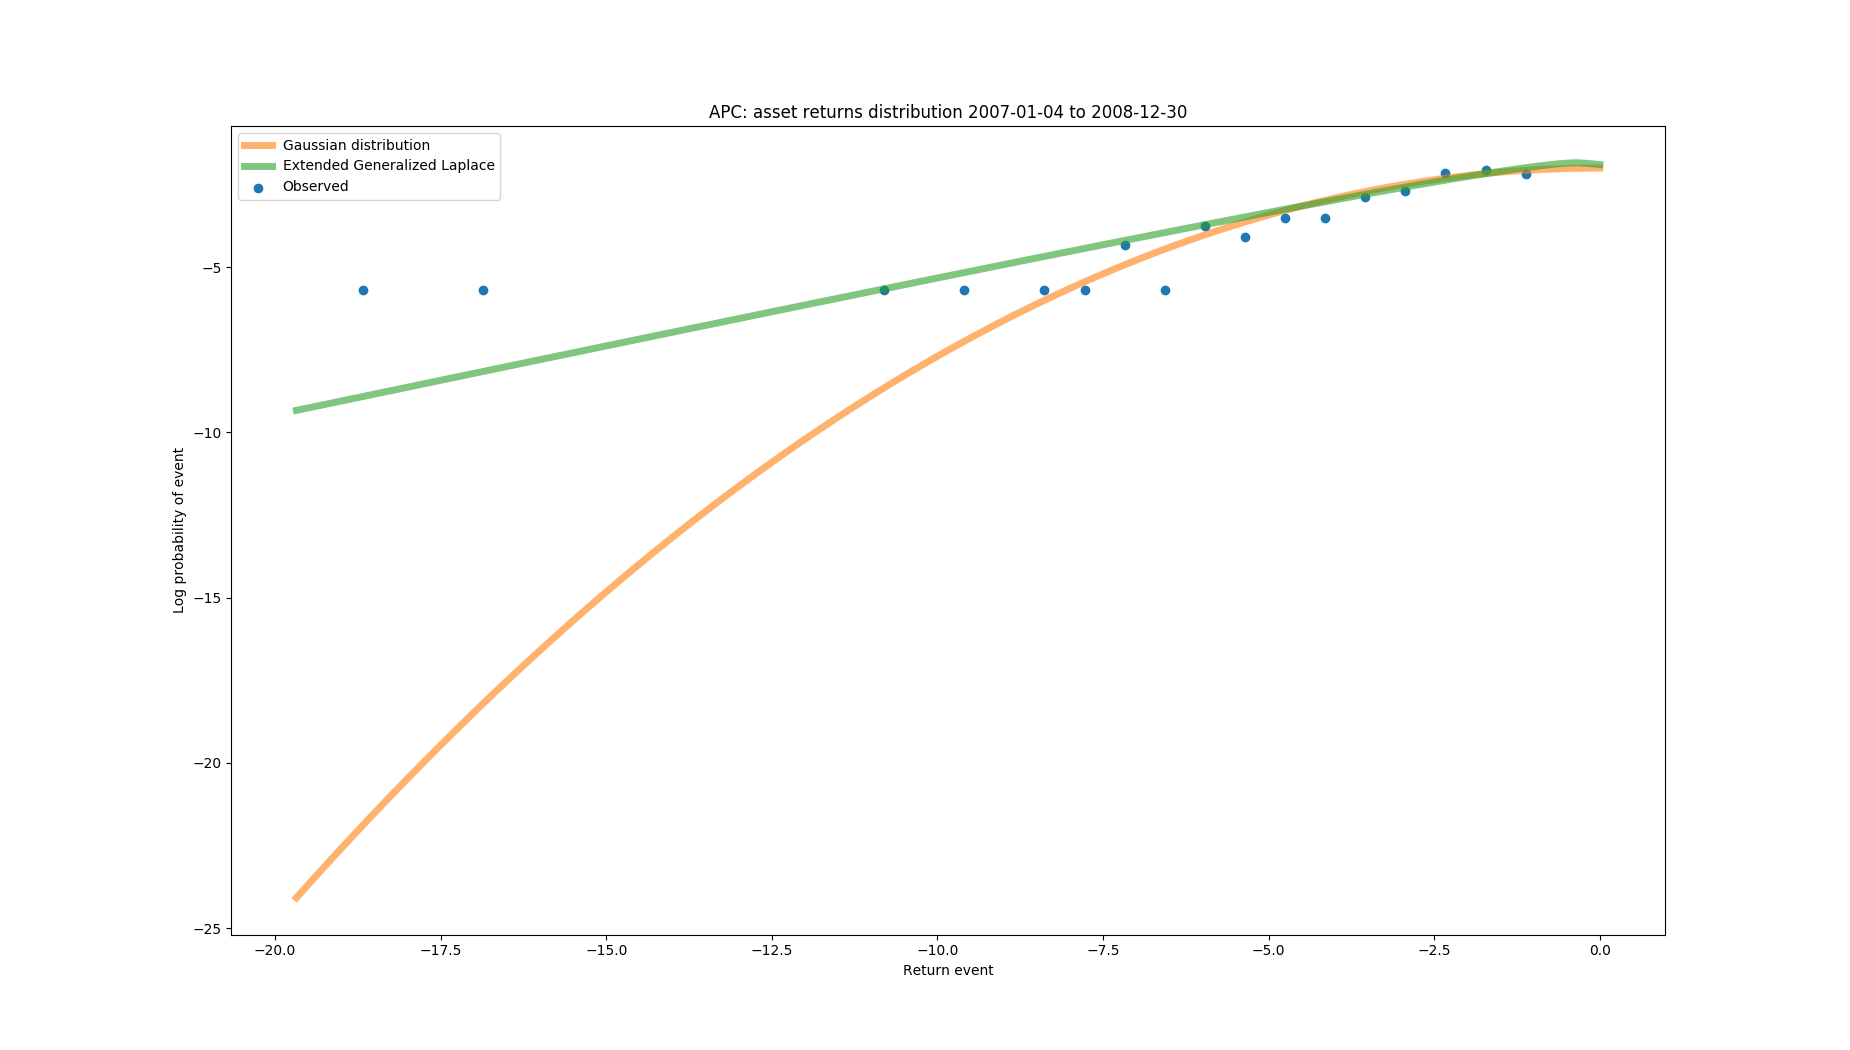 APC: asset returns distribution 2007-01-04 to 2008-12-30
Gaussian distribution
Extended Generalized Laplace
Observed
−5
−10
−15
−20
−25
Log probability of event
−20.0 −17.5 −15.0 −12.5 −10.0 −7.5 −5.0 −2.5 0.0
Return event